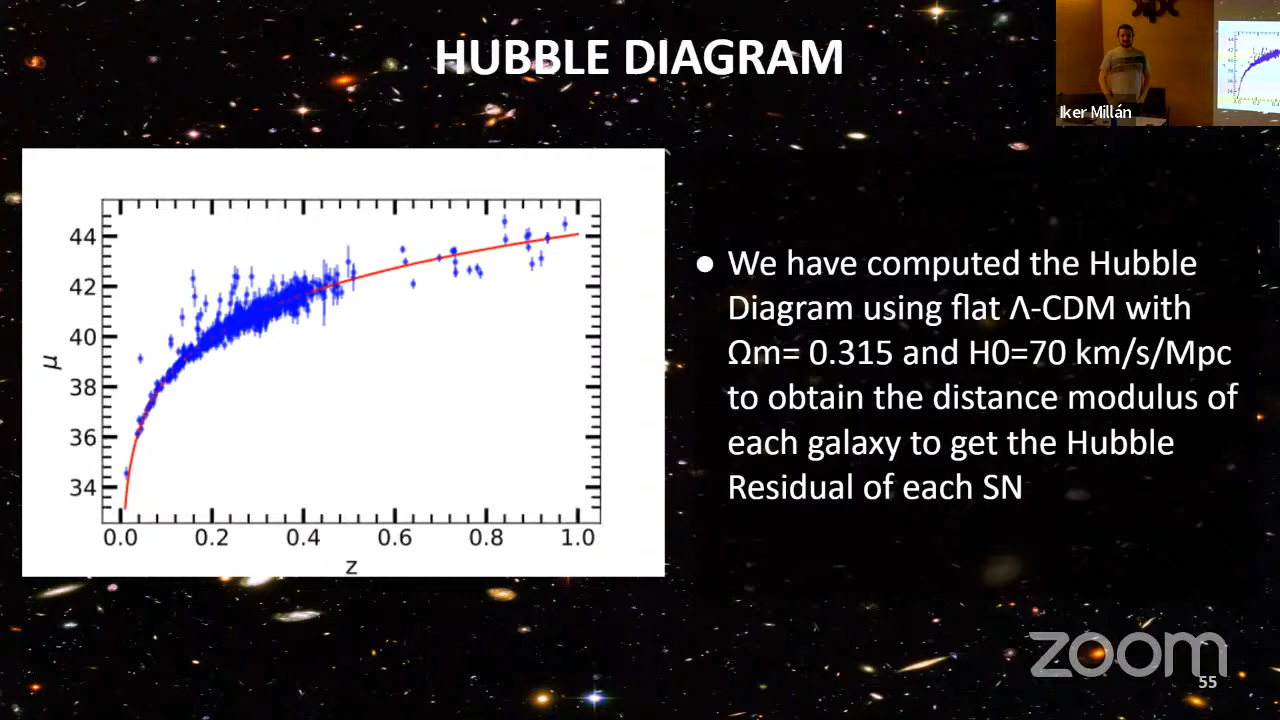 HUBBLE DIAGRAM
Iker Millán
44
42
40
38
36
34
μ
0.0 0.2 0.4 0.6 0.8 1.0
z
● We have computed the Hubble
Diagram using flat Λ-CDM with
Ωm= 0.315 and H0=70 km/s/Mpc
to obtain the distance modulus of
each galaxy to get the Hubble
Residual of each SN
zoom
55